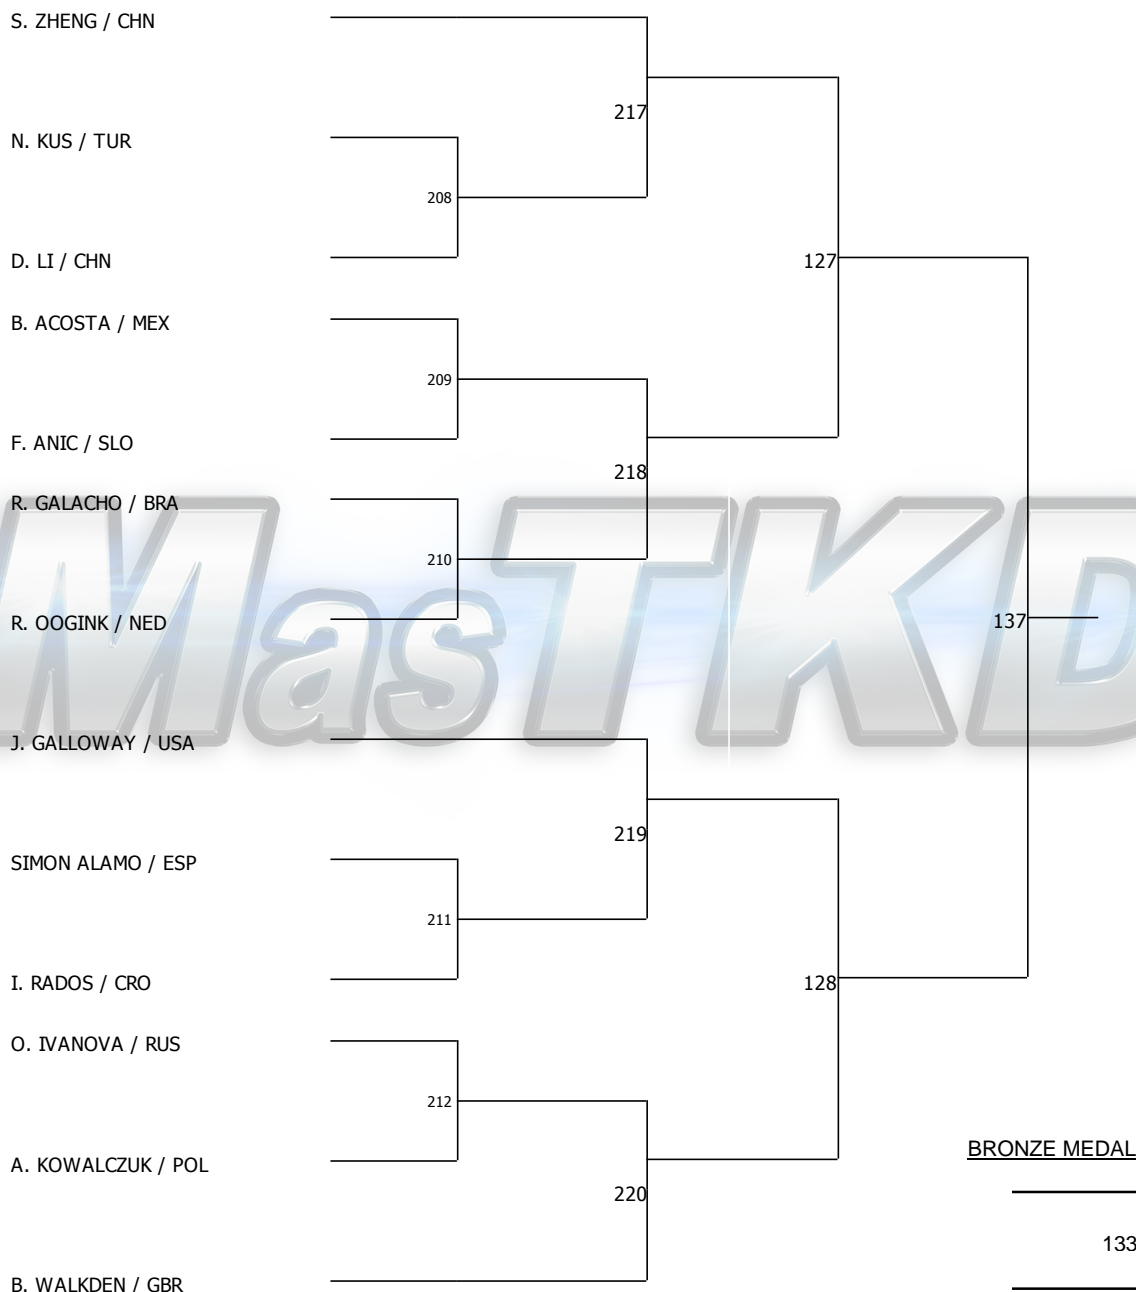 S. ZHENG / CHN
217
N. KUS / TUR
208
D. LI / CHN
127
B. ACOSTA / MEX
209
F. ANIC / SLO
218
R. GALACHO / BRA
210
R. OOGINK / NED
137
MasTKD
J. GALLOWAY / USA
219
SIMON ALAMO / ESP
211
I. RADOS / CRO
128
O. IVANOVA / RUS
212
A. KOWALCZUK / POL
BRONZE MEDAL
220
133
B. WALKDEN / GBR